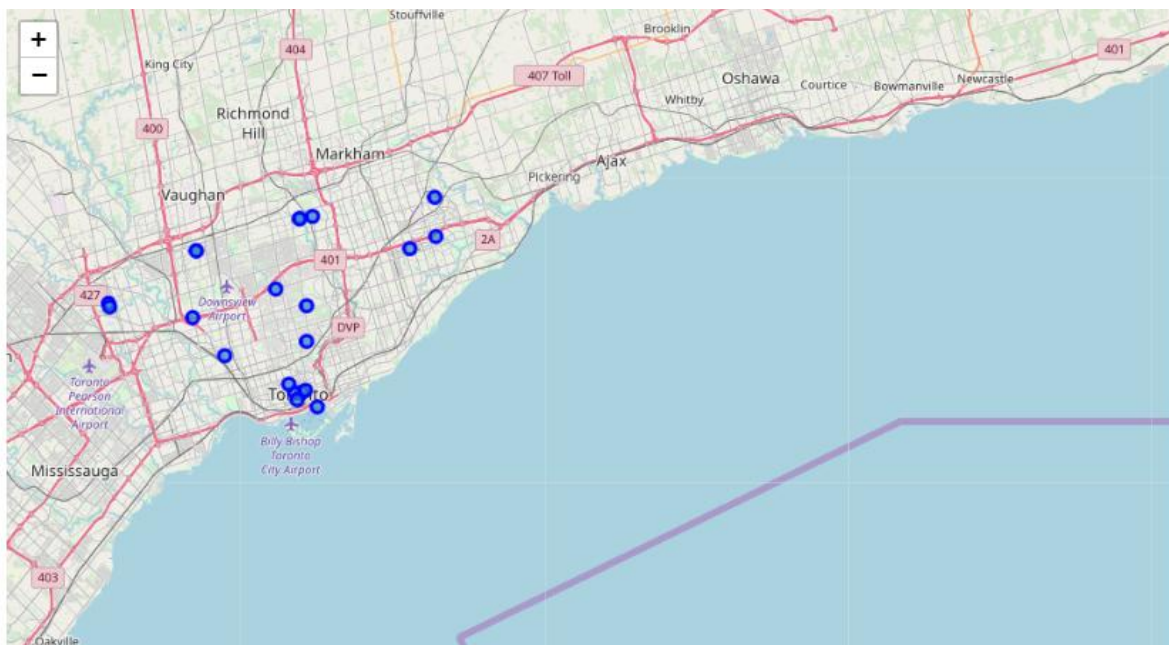 +
−
Stouffville
King City
404
Brooklin
401
407 Toll
Oshawa
Courtice
Bowmanville
Newcastle
Whitby
Richmond
Hill
400
Markham
Ajax
Pickering
Vaughan
2A
401
427
Downsview
Airport
DVP
Toronto
Pearson
International
Airport
Toronto
Billy Bishop
Toronto
City Airport
Mississauga
403
Oakville